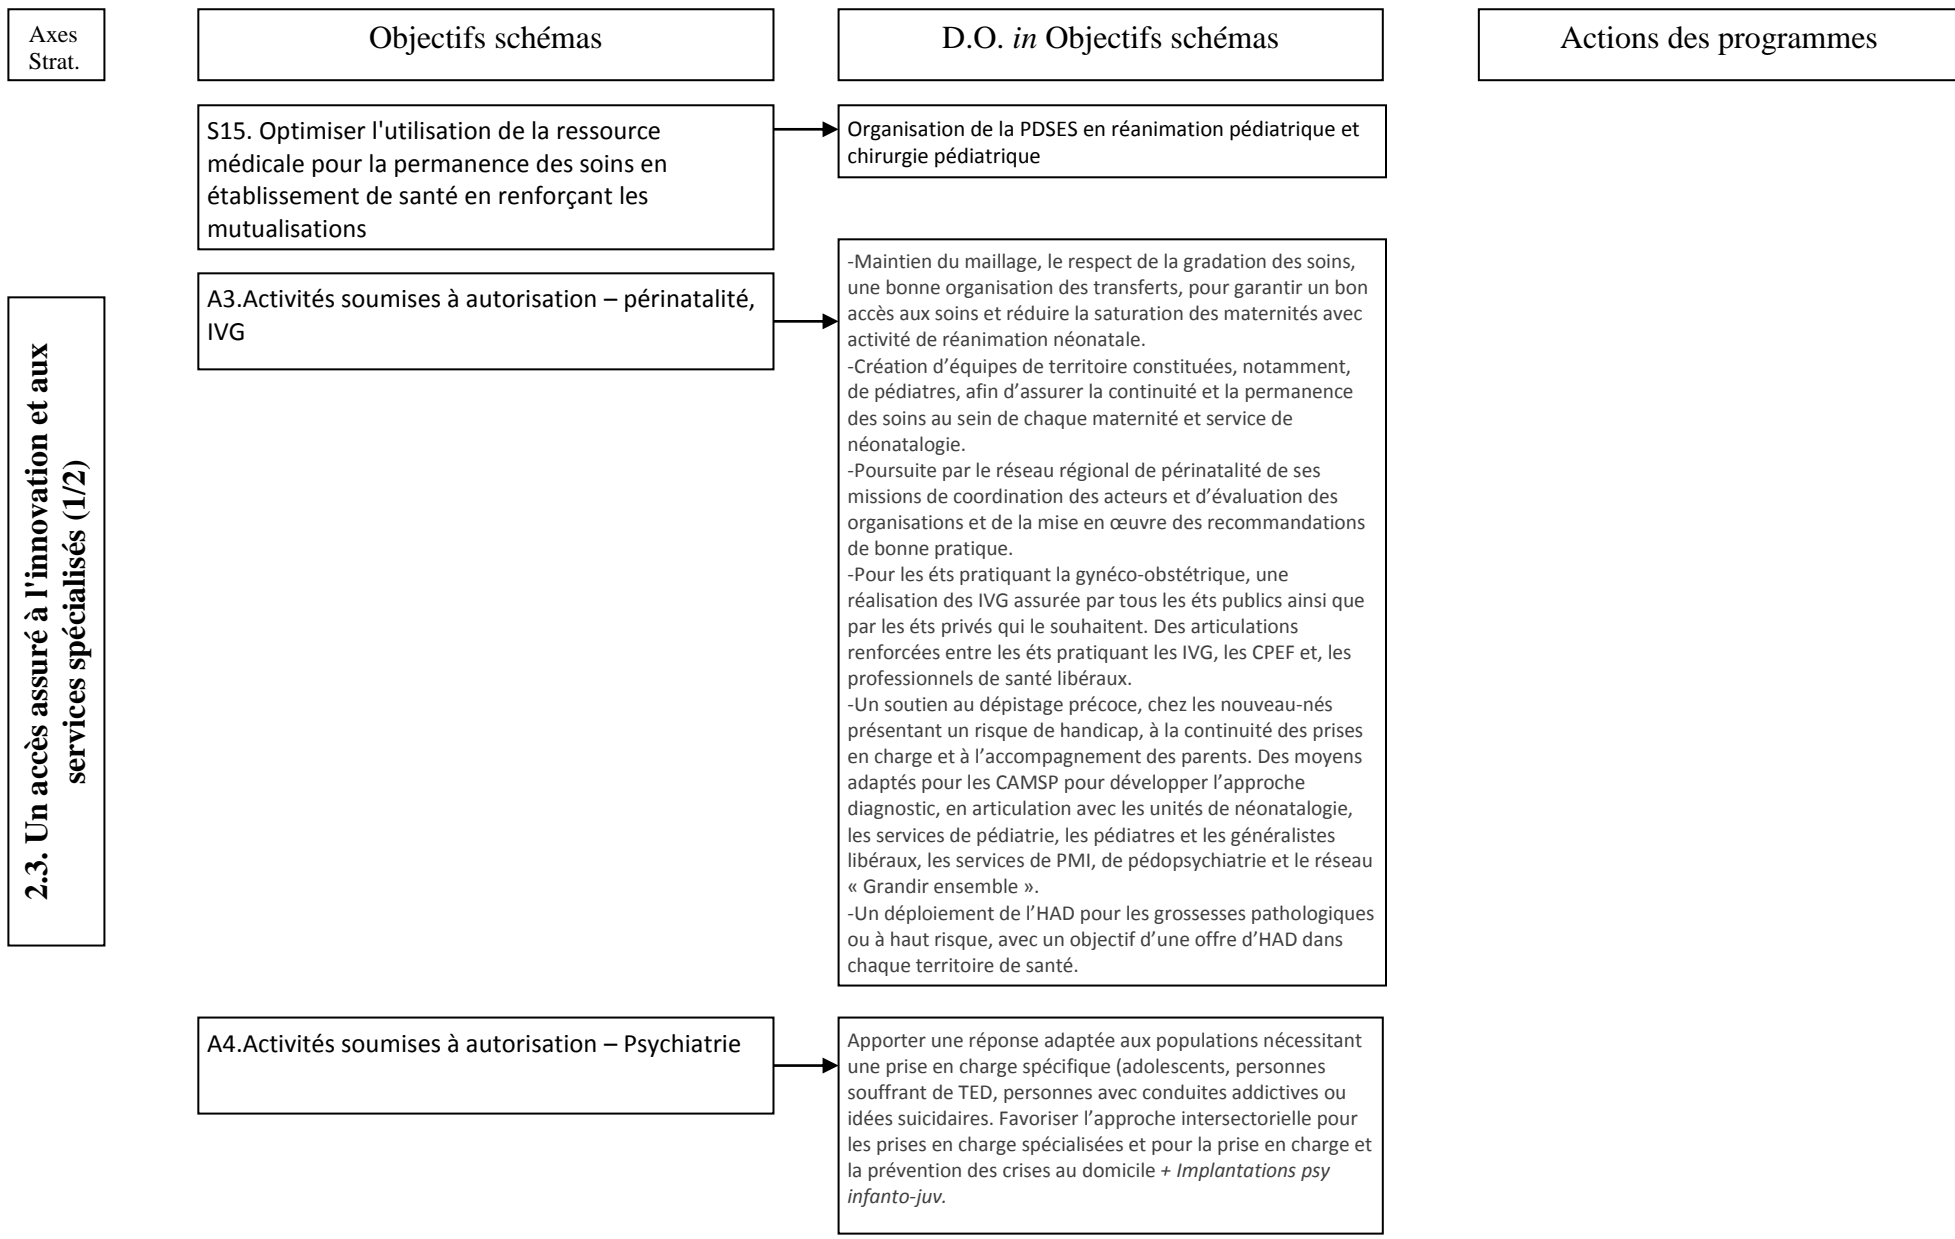 Axes
Strat.
Objectifs schémas
D.O. in Objectifs schémas
Actions des programmes
2.3. Un accès assuré à l'innovation et aux
services spécialisés (1/2)
S15. Optimiser l'utilisation de la ressource
médicale pour la permanence des soins en
établissement de santé en renforçant les
mutualisations
Organisation de la PDSES en réanimation pédiatrique et
chirurgie pédiatrique
A3.Activités soumises à autorisation – périnatalité,
IVG
-Maintien du maillage, le respect de la gradation des soins,
une bonne organisation des transferts, pour garantir un bon
accès aux soins et réduire la saturation des maternités avec
activité de réanimation néonatale.
-Création d’équipes de territoire constituées, notamment,
de pédiatres, afin d’assurer la continuité et la permanence
des soins au sein de chaque maternité et service de
néonatalogie.
-Poursuite par le réseau régional de périnatalité de ses
missions de coordination des acteurs et d’évaluation des
organisations et de la mise en œuvre des recommandations
de bonne pratique.
-Pour les éts pratiquant la gynéco-obstétrique, une
réalisation des IVG assurée par tous les éts publics ainsi que
par les éts privés qui le souhaitent. Des articulations
renforcées entre les éts pratiquant les IVG, les CPEF et, les
professionnels de santé libéraux.
-Un soutien au dépistage précoce, chez les nouveau-nés
présentant un risque de handicap, à la continuité des prises
en charge et à l’accompagnement des parents. Des moyens
adaptés pour les CAMSP pour développer l’approche
diagnostic, en articulation avec les unités de néonatalogie,
les services de pédiatrie, les pédiatres et les généralistes
libéraux, les services de PMI, de pédopsychiatrie et le réseau
« Grandir ensemble ».
-Un déploiement de l’HAD pour les grossesses pathologiques
ou à haut risque, avec un objectif d’une offre d’HAD dans
chaque territoire de santé.
A4.Activités soumises à autorisation – Psychiatrie
Apporter une réponse adaptée aux populations nécessitant
une prise en charge spécifique (adolescents, personnes
souffrant de TED, personnes avec conduites addictives ou
idées suicidaires. Favoriser l’approche intersectorielle pour
les prises en charge spécialisées et pour la prise en charge et
la prévention des crises au domicile + Implantations psy
infanto-juv.